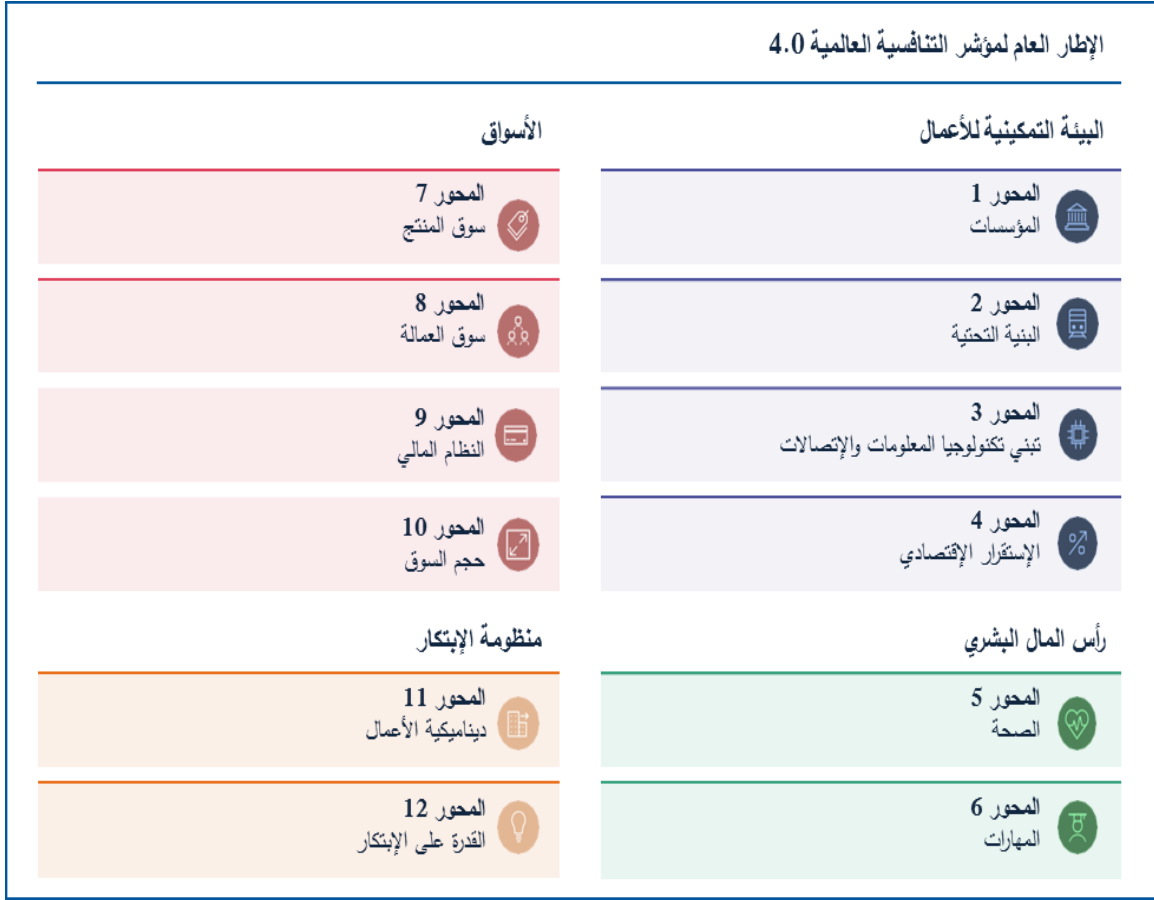 الإطار العام لمؤشر التنافسية العالمية 4.0
البيئة التمكينية للأعمال
المحور 1
المؤسسات
المحور 2
البنية التحتية
المحور 3
تبني تكنولوجيا المعلومات والإتصالات
المحور 4
الإستقرار الإقتصادي
رأس المال البشري
المحور 5
الصحة
المحور 6
المهارات
الأسواق
المحور 7
سوق المنتج
المحور 8
سوق العمالة
المحور 9
النظام المالي
المحور 10
حجم السوق
منظومة الإبتكار
المحور 11
ديناميكية الأعمال
المحور 12
القدرة على الإبتكار